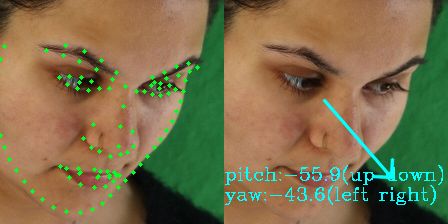 pitch:-55.9(up down)
yaw:-43.6(left right)